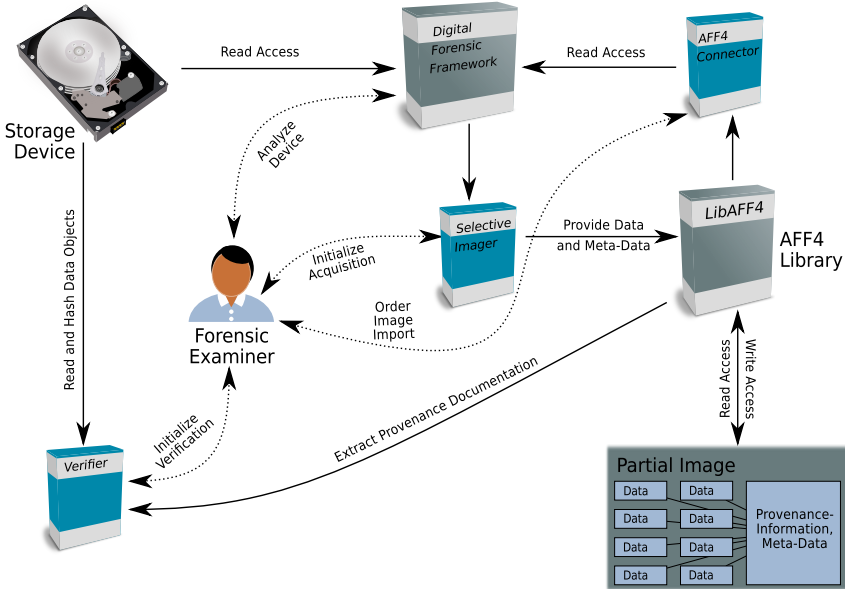 Digital
Forensic
Framework
AFF4
Connector
Read Access
Read Access
Storage
Device
Analyze
Device
Selective
Imager
LibAFF4
AFF4
Library
Provide Data
and Meta-Data
Initialize
Acquisition
Read and Hash Data Objects
Order
Image
Import
Forensic
Examiner
Read Access
Write Access
Extract Provenance Documentation
Initialize
Verification
Verifier
Partial Image
Data
Data
Data
Data
Data
Data
Data
Data
Provenance-
Information,
Meta-Data